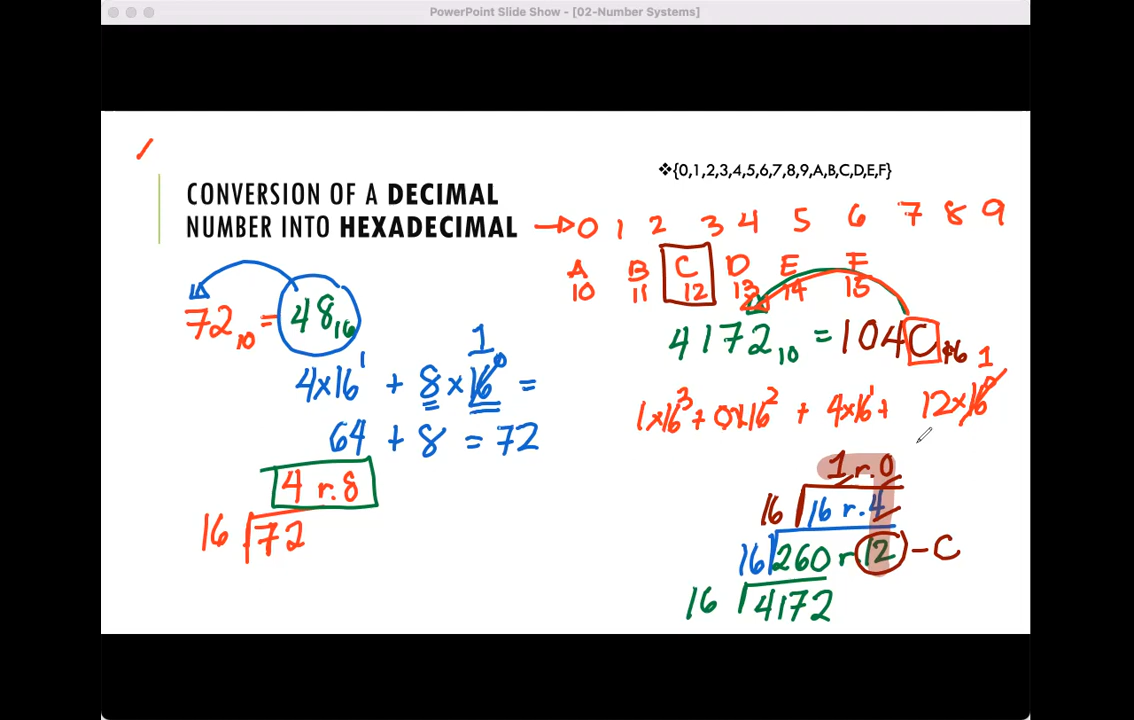 PowerPoint Slide Show - [02-Number Systems]
❖{0,1,2,3,4,5,6,7,8,9,A,B,C,D,E,F}
CONVERSION OF A DECIMAL
NUMBER INTO HEXADECIMAL
→ 0 1 2 3 4 5 6 7 8 9
A B C D E F
10 11 12 13 14 15
72₁₀ = 48₁₆
1
4×16¹ + 8×16⁰ =
64 + 8 = 72
4 r.8
16 72
4172₁₀ = 104C₁₆
1
1×16³ + 0×16² + 4×16¹ + 12×16⁰
1 r.0
16 16 r.4
16 260 r 12 - C
16 4172